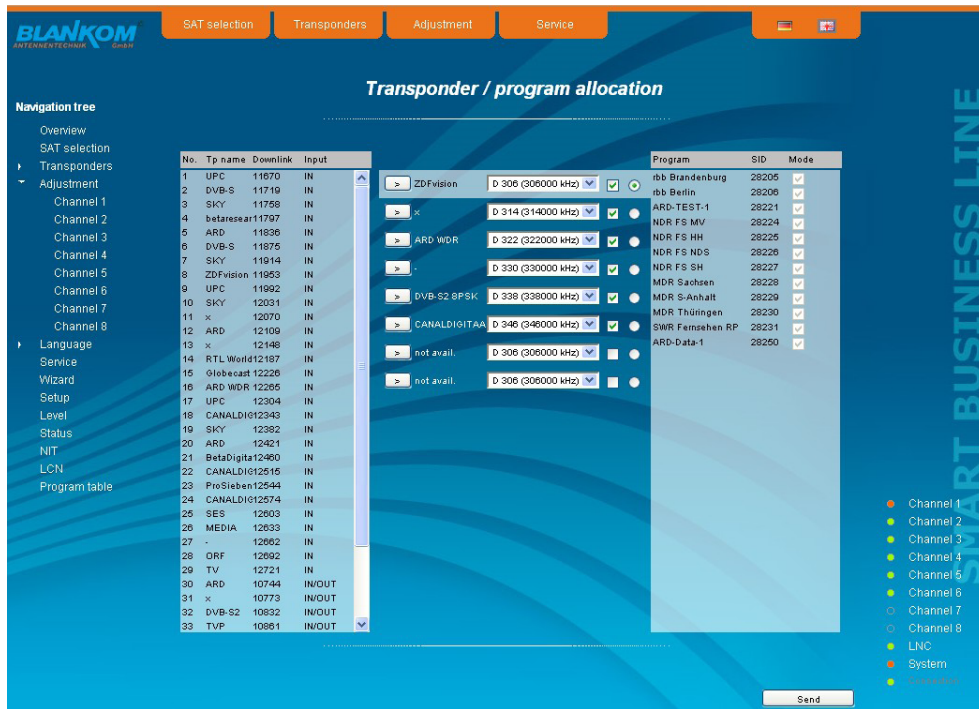 BLANKOM
ANTENNENTECHNIK GmbH
SAT selection
Transponders
Adjustment
Service
Transponder / program allocation
Navigation tree
Overview
SAT selection
Transponders
Adjustment
Channel 1
Channel 2
Channel 3
Channel 4
Channel 5
Channel 6
Channel 7
Channel 8
Language
Service
Wizard
Setup
Level
Status
NIT
LCN
Program table
No. Tp name Downlink Input
1 UPC 11670 IN
2 DVB-S 11719 IN
3 SKY 11758 IN
4 betaresear11797 IN
5 ARD 11836 IN
6 DVB-S 11875 IN
7 SKY 11914 IN
8 ZDFvision 11953 IN
9 UPC 11992 IN
10 SKY 12031 IN
11 x 12070 IN
12 ARD 12109 IN
13 x 12148 IN
14 RTL World12187 IN
15 Globecast 12226 IN
16 ARD WDR 12265 IN
17 UPC 12304 IN
18 CANALDIG12343 IN
19 SKY 12382 IN
20 ARD 12421 IN
21 BetaDigita12460 IN
22 CANALDIG12515 IN
23 ProSieben12544 IN
24 CANALDIG12574 IN
25 SES 12603 IN
26 MEDIA 12633 IN
27 - 12662 IN
28 ORF 12692 IN
29 TV 12721 IN
30 ARD 10744 IN/OUT
31 x 10773 IN/OUT
32 DVB-S2 10832 IN/OUT
33 TVP 10861 IN/OUT
> ZDFvision D 306 (306000 kHz)
> x D 314 (314000 kHz)
> ARD WDR D 322 (322000 kHz)
> - D 330 (330000 kHz)
> DVB-S2 8PSK D 338 (338000 kHz)
> CANALDIGITAA D 346 (346000 kHz)
> not avail. D 306 (306000 kHz)
> not avail. D 306 (306000 kHz)
Program SID Mode
rbb Brandenburg 28205
rbb Berlin 28206
ARD-TEST-1 28221
NDR FS MV 28224
NDR FS HH 28225
NDR FS NDS 28226
NDR FS SH 28227
MDR Sachsen 28228
MDR S-Anhalt 28229
MDR Thüringen 28230
SWR Fernsehen RP 28231
ARD-Data-1 28250
SMART BUSINESS LINE
Channel 1
Channel 2
Channel 3
Channel 4
Channel 5
Channel 6
Channel 7
Channel 8
LNC
System
Send